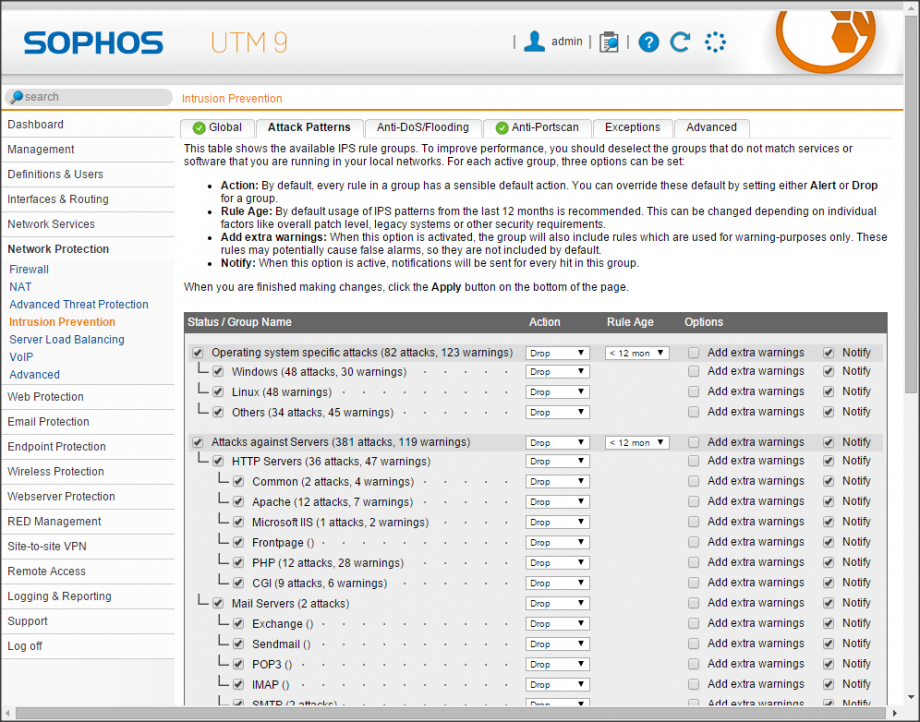 SOPHOS UTM 9
| admin | | ?
search
Intrusion Prevention
Dashboard
Management
Definitions & Users
Interfaces & Routing
Network Services
Network Protection
Firewall
NAT
Advanced Threat Protection
Intrusion Prevention
Server Load Balancing
VoIP
Advanced
Web Protection
Email Protection
Endpoint Protection
Wireless Protection
Webserver Protection
RED Management
Site-to-site VPN
Remote Access
Logging & Reporting
Support
Log off
Global Attack Patterns Anti-DoS/Flooding Anti-Portscan Exceptions Advanced
This table shows the available IPS rule groups. To improve performance, you should deselect the groups that do not match services or
software that you are running in your local networks. For each active group, three options can be set:
• Action: By default, every rule in a group has a sensible default action. You can override these default by setting either Alert or Drop
for a group.
• Rule Age: By default usage of IPS patterns from the last 12 months is recommended. This can be changed depending on individual
factors like overall patch level, legacy systems or other security requirements.
• Add extra warnings: When this option is activated, the group will also include rules which are used for warning-purposes only. These
rules may potentially cause false alarms, so they are not included by default.
• Notify: When this option is active, notifications will be sent for every hit in this group.
When you are finished making changes, click the Apply button on the bottom of the page.
Status / Group Name Action Rule Age Options
Operating system specific attacks (82 attacks, 123 warnings) Drop < 12 mon Add extra warnings Notify
Windows (48 attacks, 30 warnings) Drop Add extra warnings Notify
Linux (48 warnings) Drop Add extra warnings Notify
Others (34 attacks, 45 warnings) Drop Add extra warnings Notify
Attacks against Servers (381 attacks, 119 warnings) Drop < 12 mon Add extra warnings Notify
HTTP Servers (36 attacks, 47 warnings) Drop Add extra warnings Notify
Common (2 attacks, 4 warnings) Drop Add extra warnings Notify
Apache (12 attacks, 7 warnings) Drop Add extra warnings Notify
Microsoft IIS (1 attacks, 2 warnings) Drop Add extra warnings Notify
Frontpage () Drop Add extra warnings Notify
PHP (12 attacks, 28 warnings) Drop Add extra warnings Notify
CGI (9 attacks, 6 warnings) Drop Add extra warnings Notify
Mail Servers (2 attacks) Drop Add extra warnings Notify
Exchange () Drop Add extra warnings Notify
Sendmail () Drop Add extra warnings Notify
POP3 () Drop Add extra warnings Notify
IMAP () Drop Add extra warnings Notify
SMTP (2 attacks) Drop Add extra warnings Notify